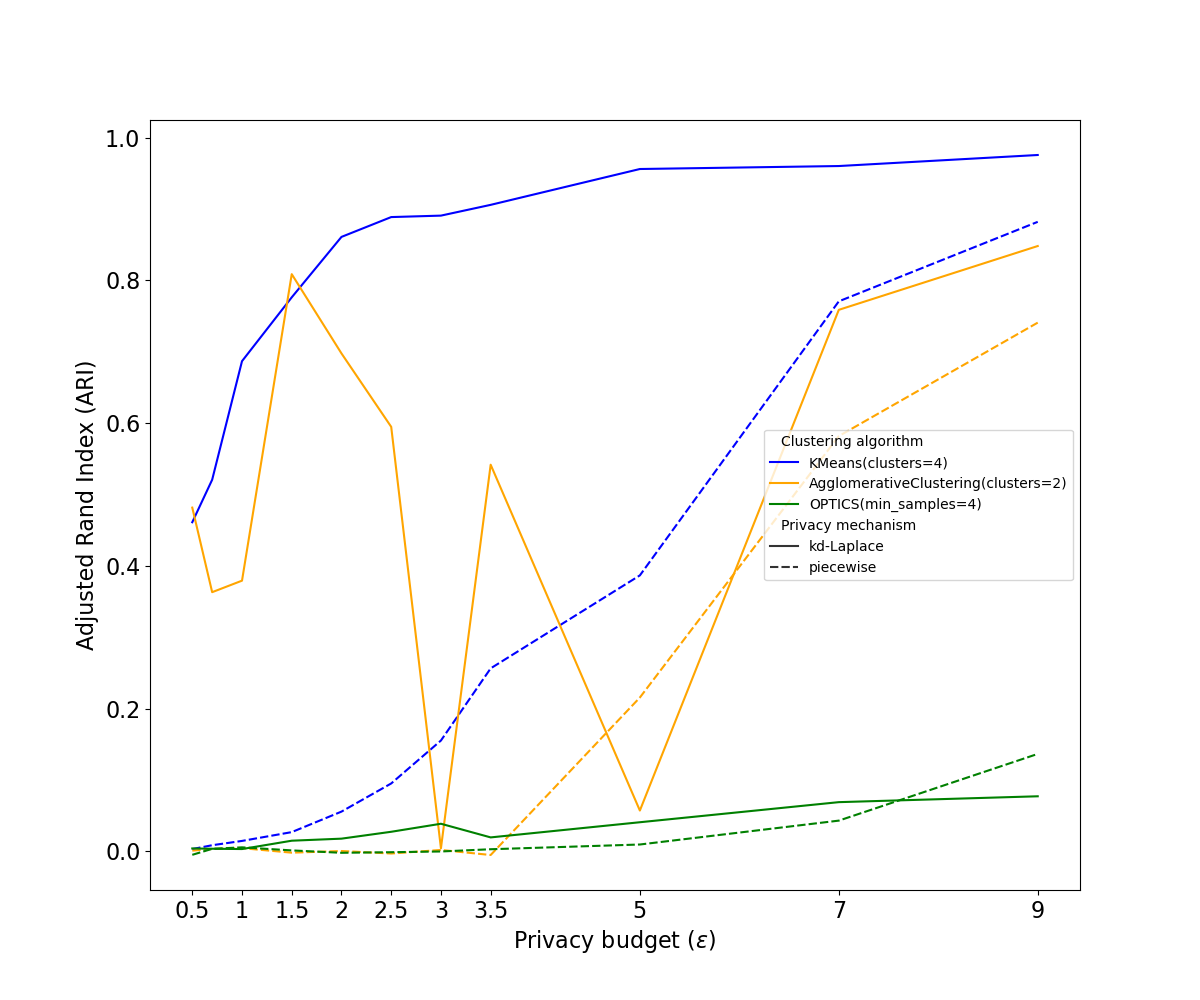 1.0
0.8
0.6
0.4
0.2
0.0
Adjusted Rand Index (ARI)
Clustering algorithm
KMeans(clusters=4)
AgglomerativeClustering(clusters=2)
OPTICS(min_samples=4)
Privacy mechanism
kd-Laplace
piecewise
0.5 1 1.5 2 2.5 3 3.5 5 7 9
Privacy budget (ε)